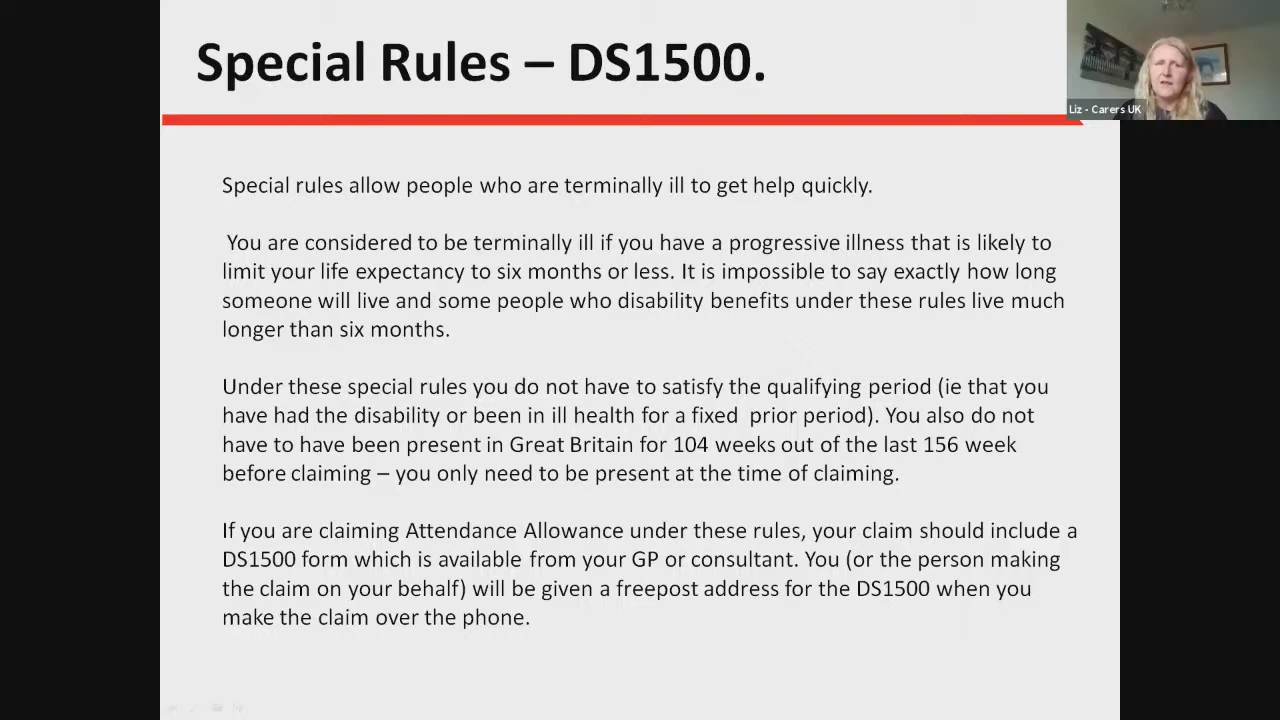 Special Rules – DS1500.
Liz - Carers UK
Special rules allow people who are terminally ill to get help quickly.
You are considered to be terminally ill if you have a progressive illness that is likely to
limit your life expectancy to six months or less. It is impossible to say exactly how long
someone will live and some people who disability benefits under these rules live much
longer than six months.
Under these special rules you do not have to satisfy the qualifying period (ie that you
have had the disability or been in ill health for a fixed prior period). You also do not
have to have been present in Great Britain for 104 weeks out of the last 156 week
before claiming – you only need to be present at the time of claiming.
If you are claiming Attendance Allowance under these rules, your claim should include a
DS1500 form which is available from your GP or consultant. You (or the person making
the claim on your behalf) will be given a freepost address for the DS1500 when you
make the claim over the phone.